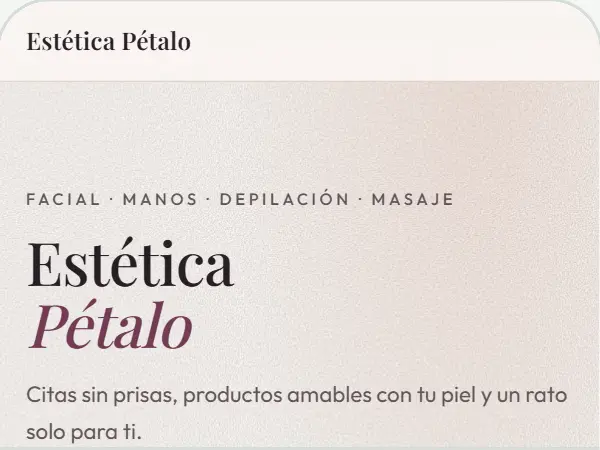 Estética Pétalo
FACIAL · MANOS · DEPILACIÓN · MASAJE
Estética
Pétalo
Citas sin prisas, productos amables con tu piel y un rato
solo para ti.